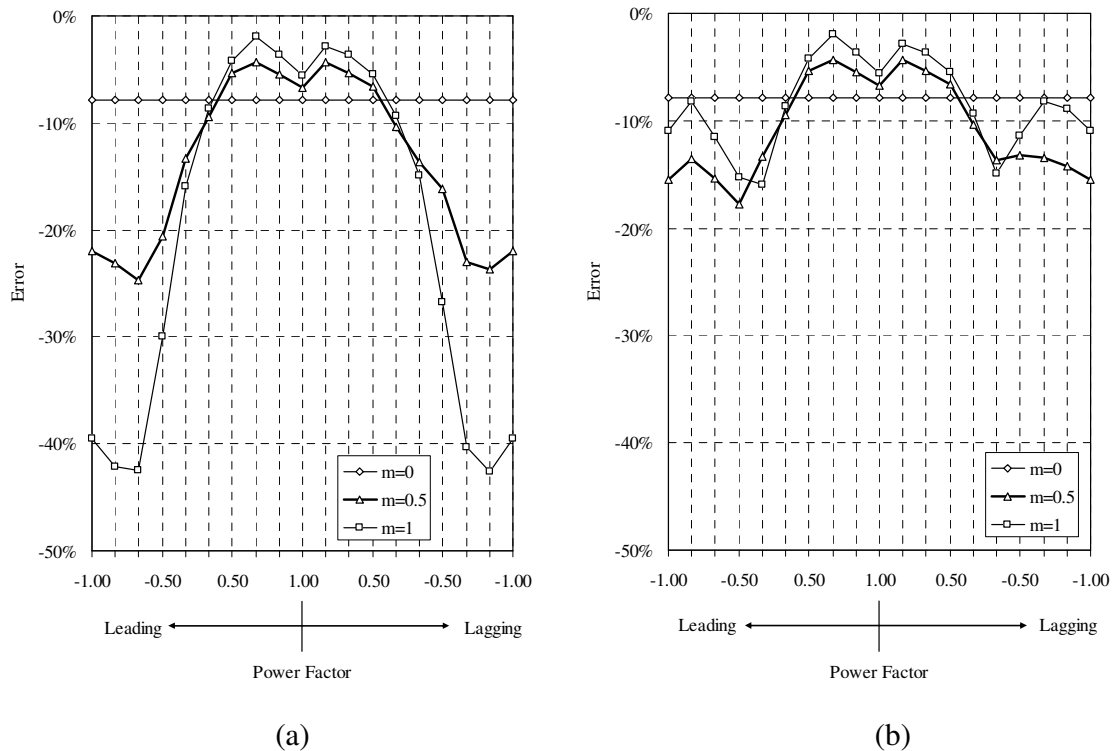 0%
-10%
-20%
-30%
-40%
-50%
Error
m=0
m=0.5
m=1
-1.00 -0.50 0.50 1.00 0.50 -0.50 -1.00
Leading Lagging
Power Factor
(a)
0%
-10%
-20%
-30%
-40%
-50%
Error
m=0
m=0.5
m=1
-1.00 -0.50 0.50 1.00 0.50 -0.50 -1.00
Leading Lagging
Power Factor
(b)